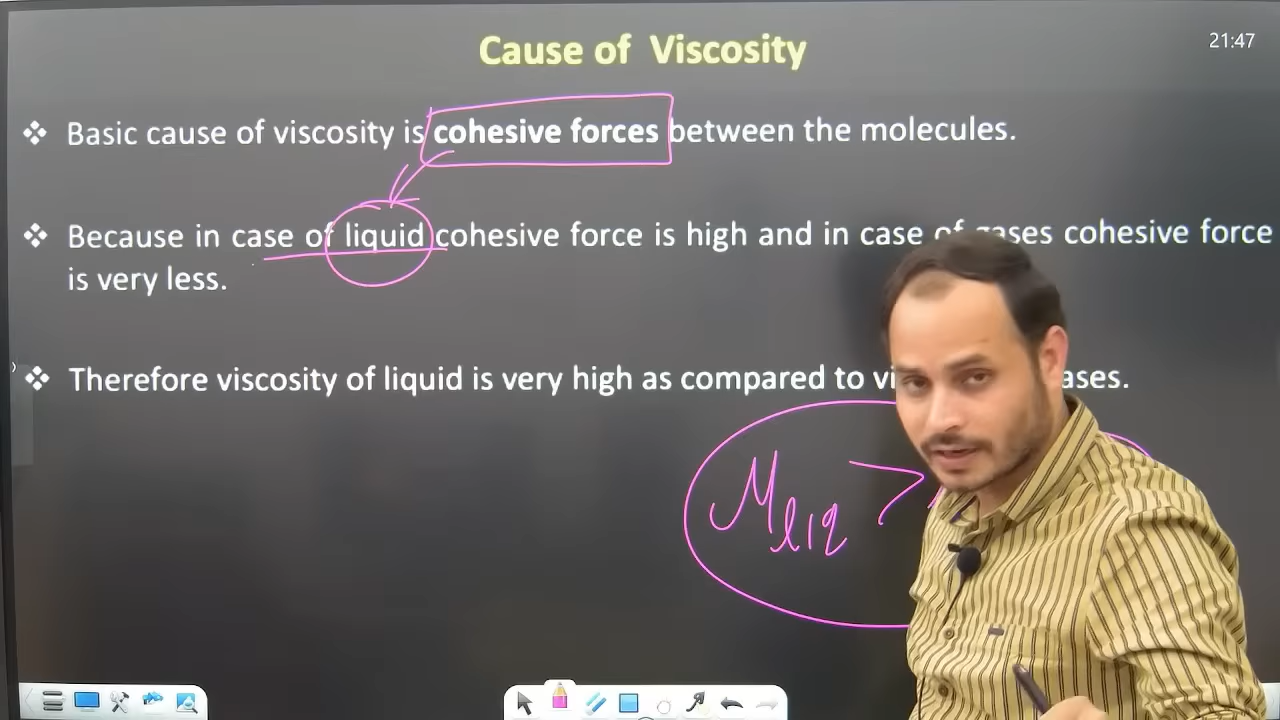 Cause of Viscosity
21:47
❖ Basic cause of viscosity is cohesive forces between the molecules.
❖ Because in case of liquid cohesive force is high and in case of gases cohesive force
is very less.
❖ Therefore viscosity of liquid is very high as compared to
μ liq >